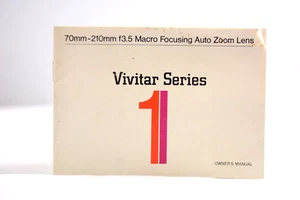 70mm-210mm f3.5 Macro Focusing Auto Zoom Lens
Vivitar Series
1
OWNER'S MANUAL